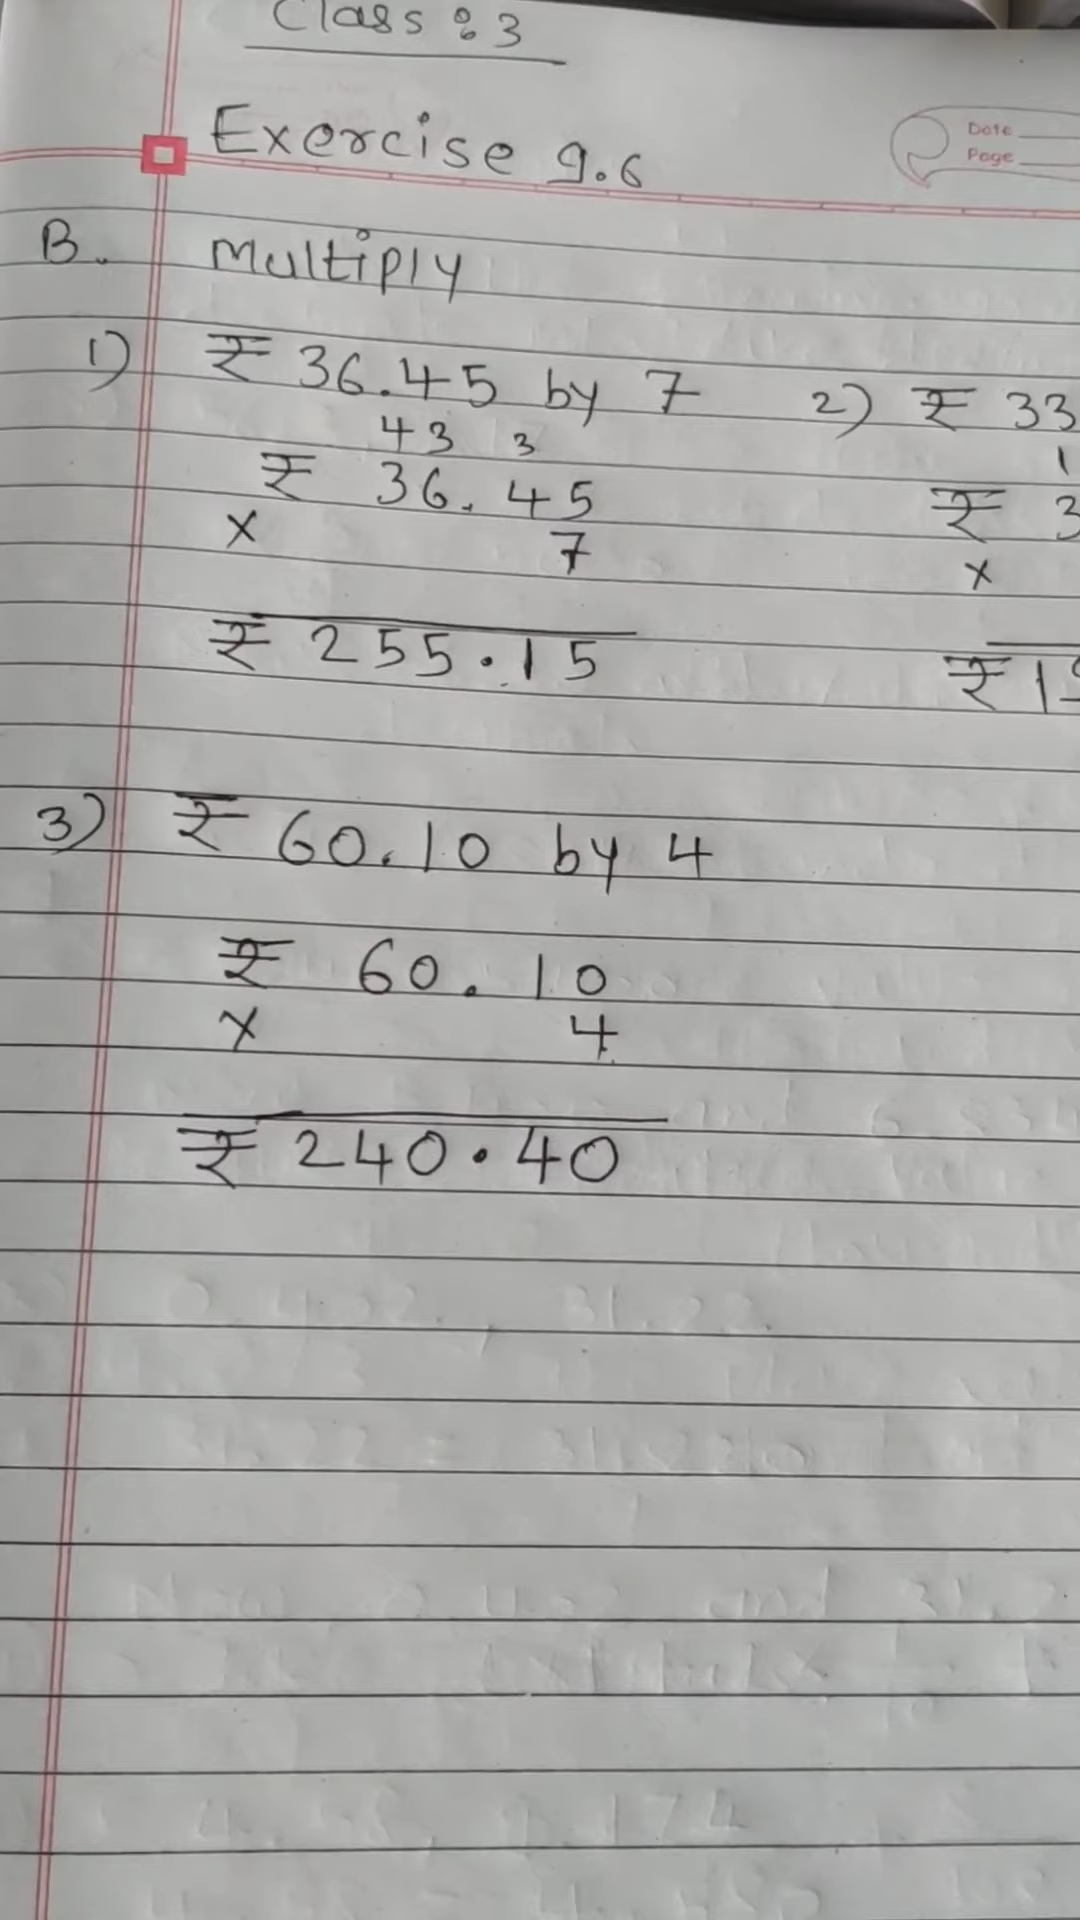 Class : 3
Exercise 9.6
Date
Page
B. Multiply
1) ₹ 36.45 by 7 2) ₹ 33
43 3 1
₹ 36.45 ₹ 3
x 7 x
₹ 255.15 ₹ 1
3) ₹ 60.10 by 4
₹ 60.10
x 4
₹ 240.40